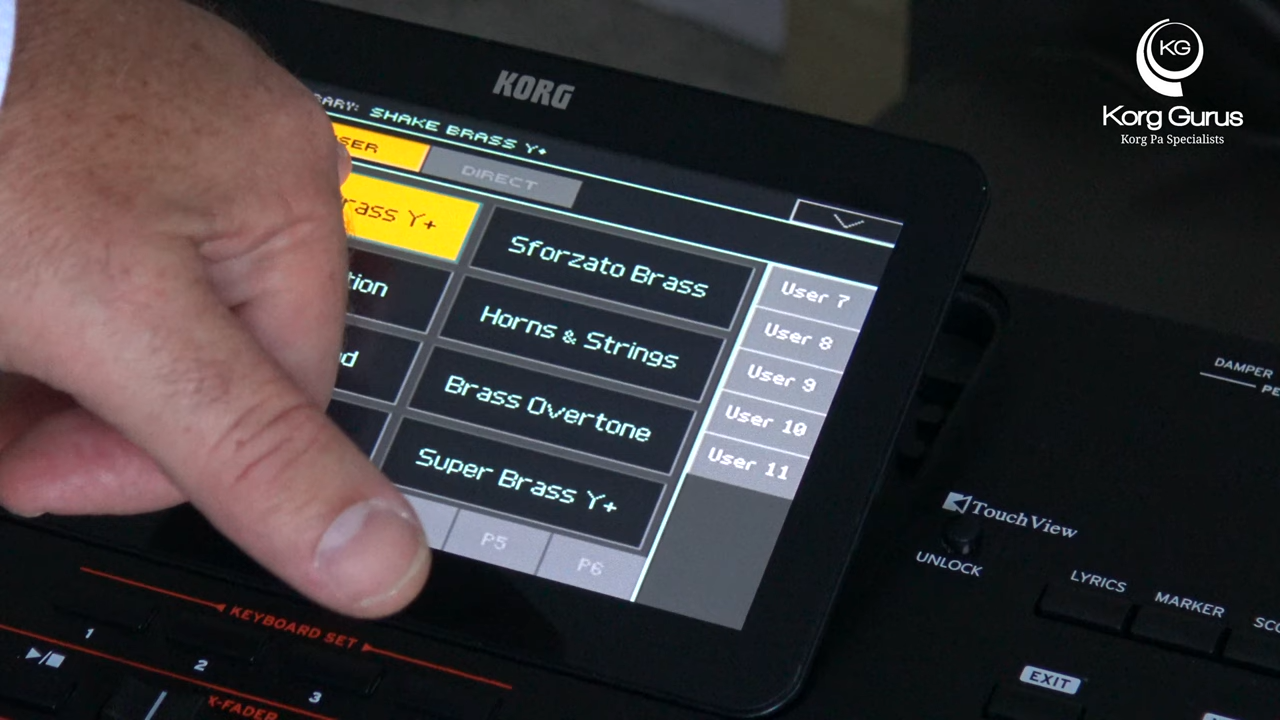 KORG
KG
Korg Gurus
Korg Pa Specialists
SHAKE BRASS Y+
DIRECT
Y+
Sforzato Brass
User 7
Horns & Strings
User 8
Brass Overtone
User 9
Super Brass Y+
User 10
User 11
P5
P6
DAMPER
TouchView
UNLOCK
LYRICS
MARKER
EXIT
KEYBOARD SET
1
2
3
X-FADER